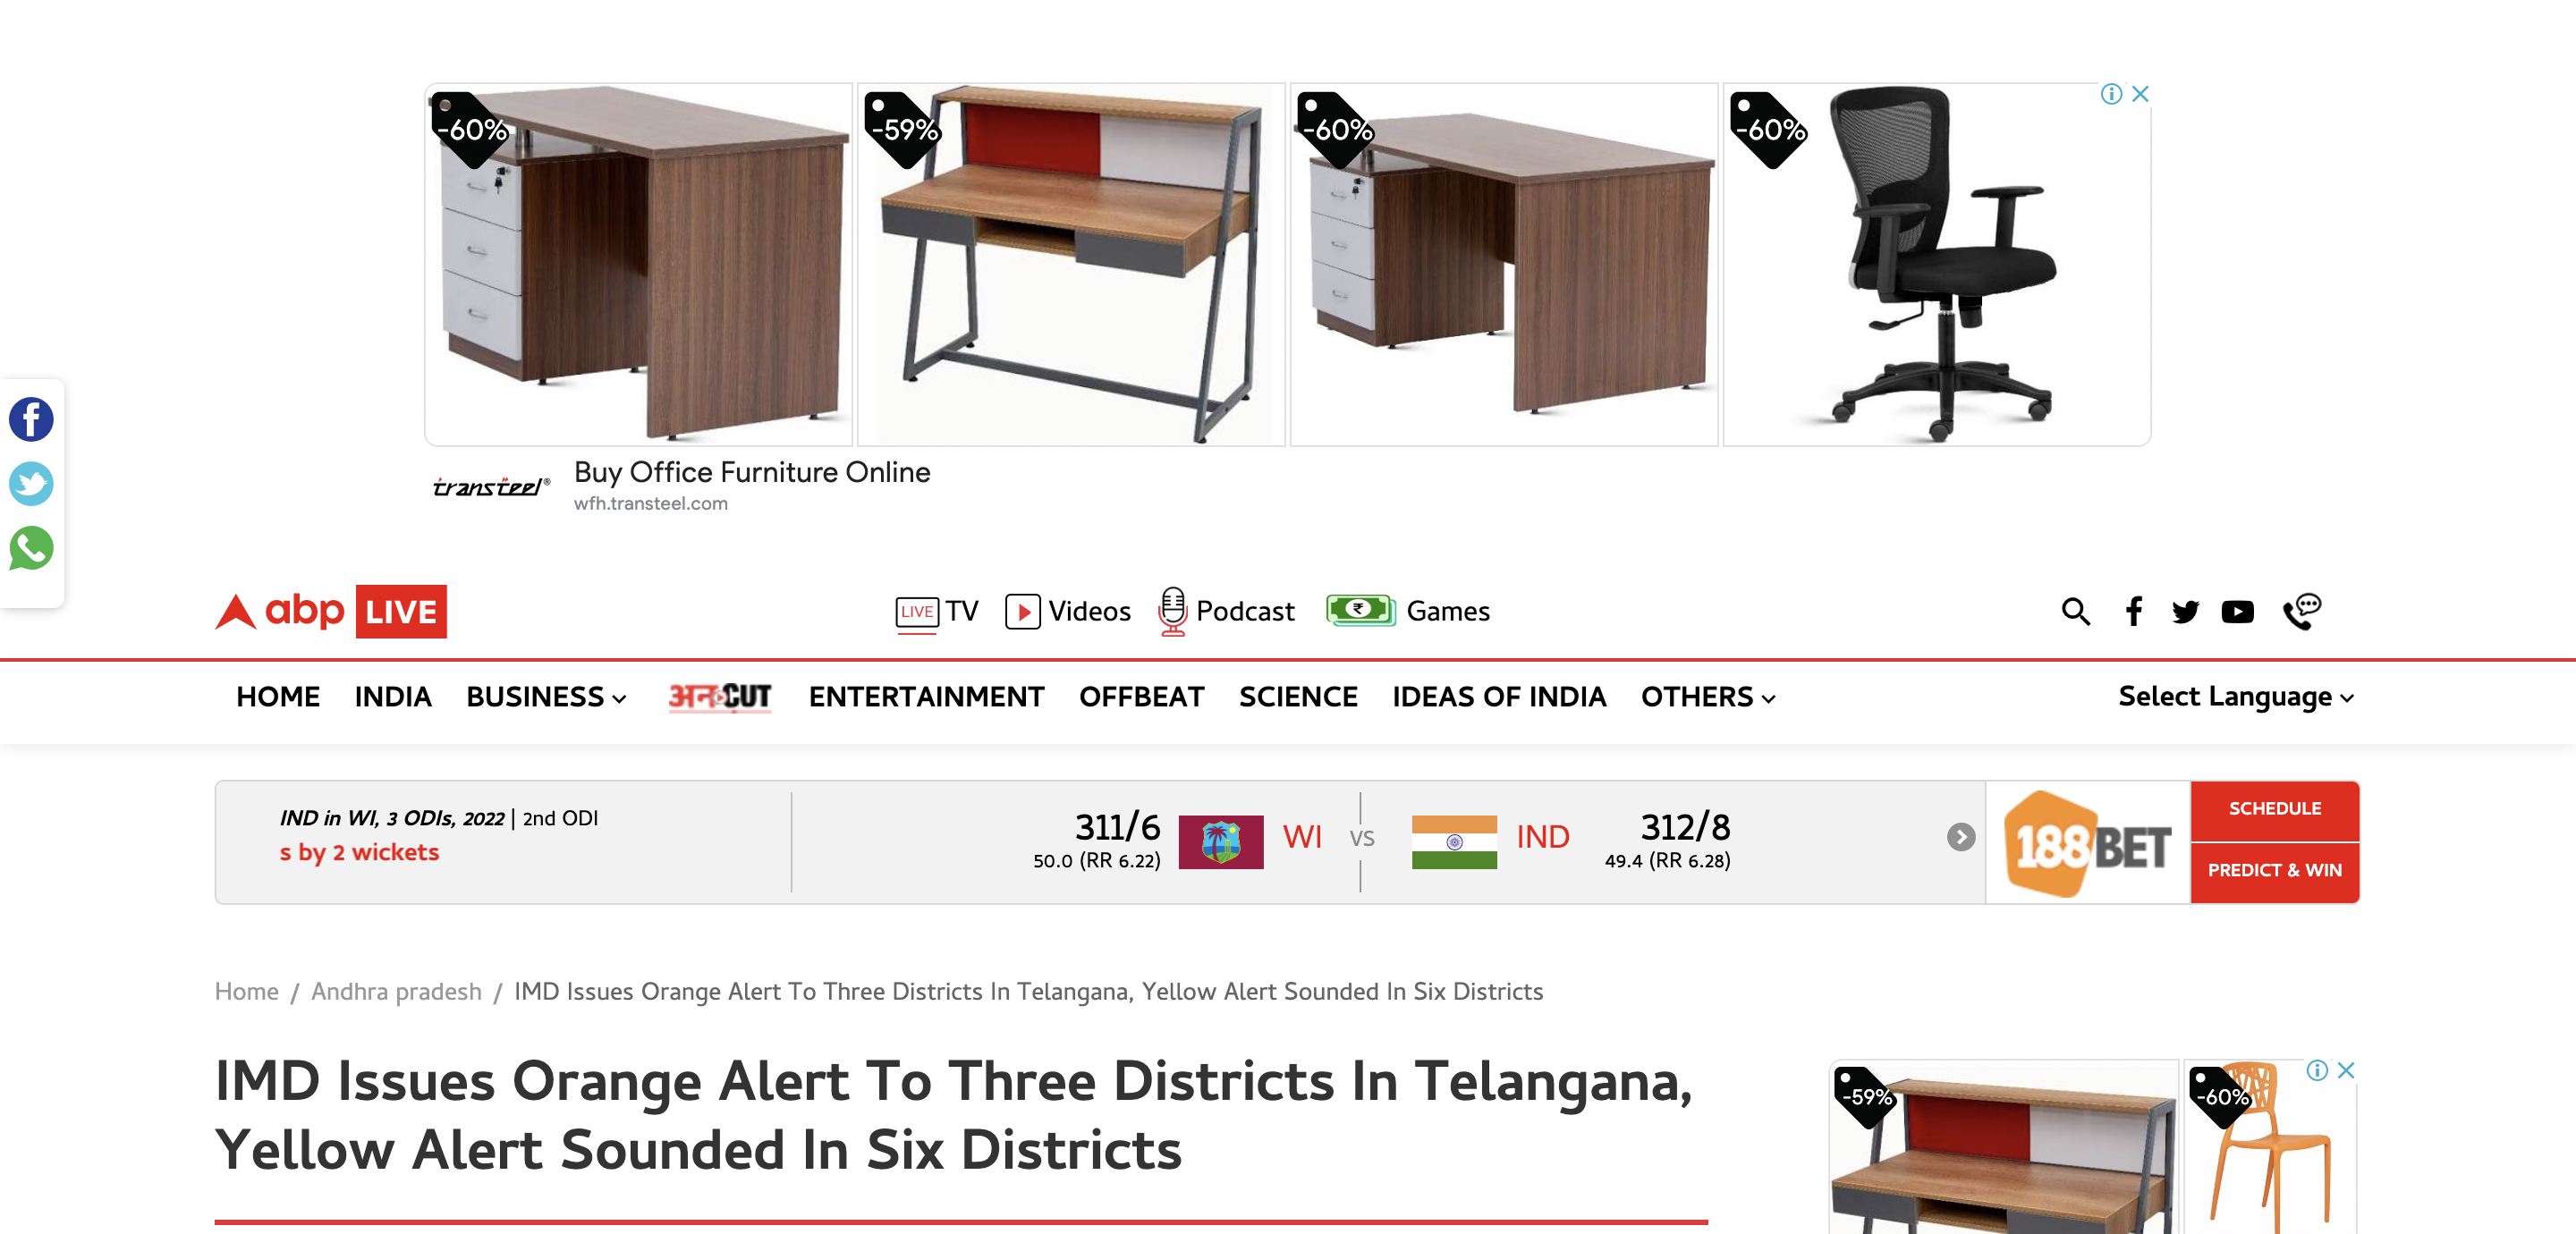 -60%
-59%
-60%
-60%
transteel®
Buy Office Furniture Online
wfh.transteel.com
abp LIVE
LIVE TV
Videos
Podcast
Games
HOME
INDIA
BUSINESS
अनCUT
ENTERTAINMENT
OFFBEAT
SCIENCE
IDEAS OF INDIA
OTHERS
Select Language
IND in WI, 3 ODIs, 2022 | 2nd ODI
s by 2 wickets
311/6
50.0 (RR 6.22)
WI
VS
IND
312/8
49.4 (RR 6.28)
188BET
SCHEDULE
PREDICT & WIN
Home / Andhra pradesh / IMD Issues Orange Alert To Three Districts In Telangana, Yellow Alert Sounded In Six Districts
IMD Issues Orange Alert To Three Districts In Telangana,
Yellow Alert Sounded In Six Districts
-59%
-60%